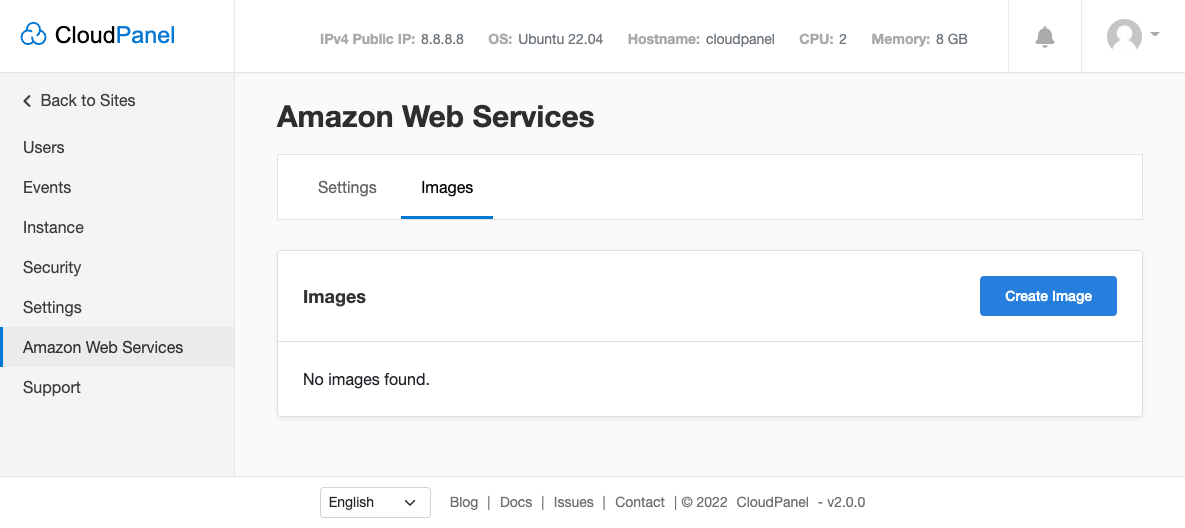 CloudPanel
IPv4 Public IP: 8.8.8.8 OS: Ubuntu 22.04 Hostname: cloudpanel CPU: 2 Memory: 8 GB
Back to Sites
Users
Events
Instance
Security
Settings
Amazon Web Services
Support
Amazon Web Services
Settings Images
Images Create Image
No images found.
English Blog | Docs | Issues | Contact | © 2022 CloudPanel - v2.0.0